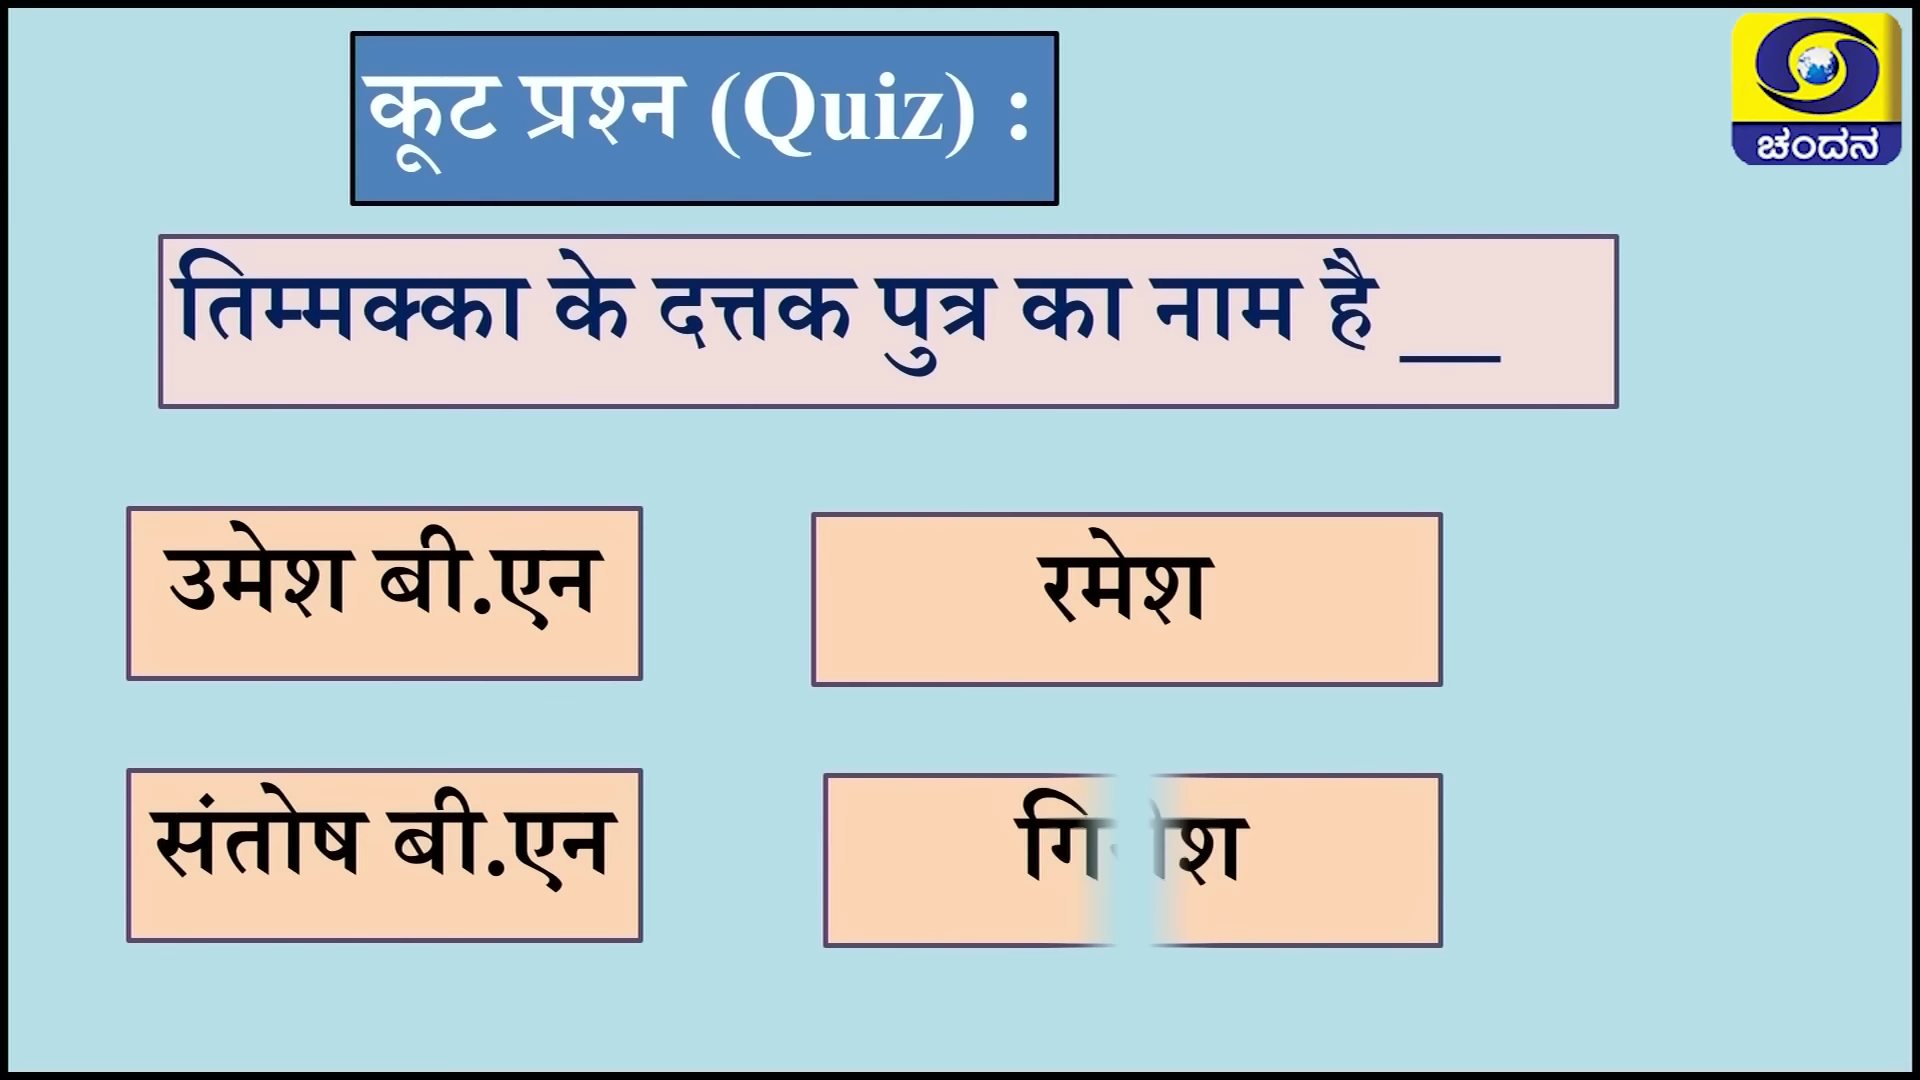 कूट प्रश्न (Quiz) :
ಚಂದನ
तिम्मक्का के दत्तक पुत्र का नाम है __
उमेश बी.एन
रमेश
संतोष बी.एन